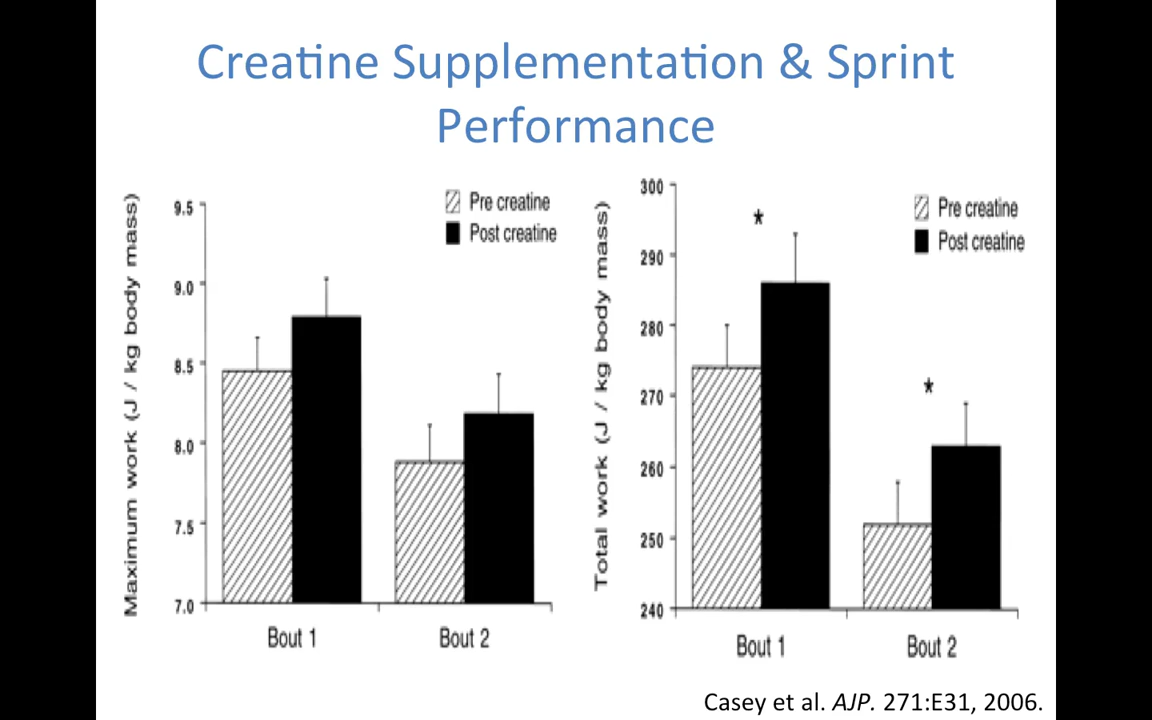 Creatine Supplementation & Sprint
Performance
Maximum work (J / kg body mass)
9.5
9.0
8.5
8.0
7.5
7.0
Pre creatine
Post creatine
Bout 1
Bout 2
Total work (J / kg body mass)
300
290
280
270
260
250
240
*
*
Pre creatine
Post creatine
Bout 1
Bout 2
Casey et al. AJP. 271:E31, 2006.